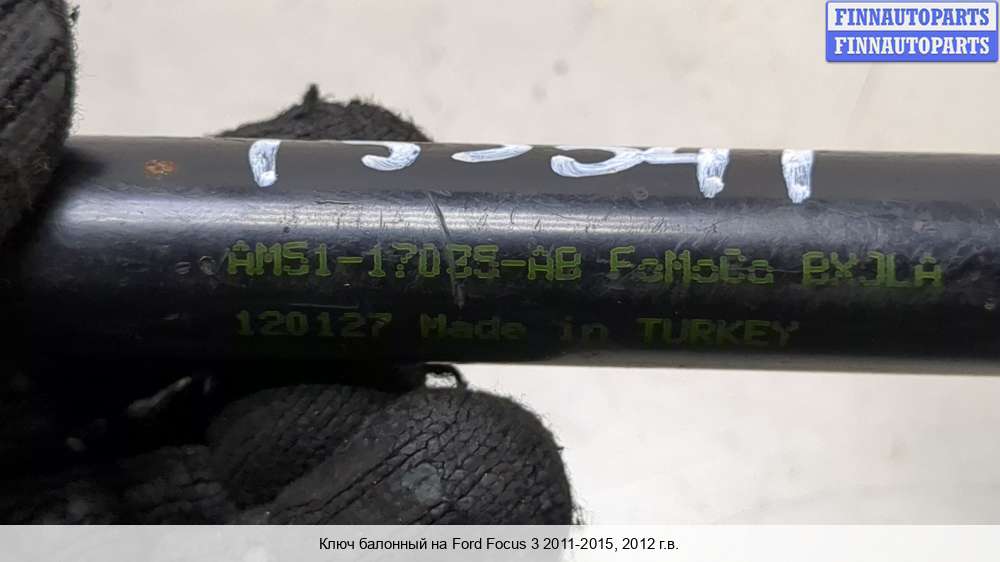 FINNAUTOPARTS
FINNAUTOPARTS
AM51-17035-AB FoMoCo BXJLA
120127 Made in TURKEY
Ключ балонный на Ford Focus 3 2011-2015, 2012 г.в.